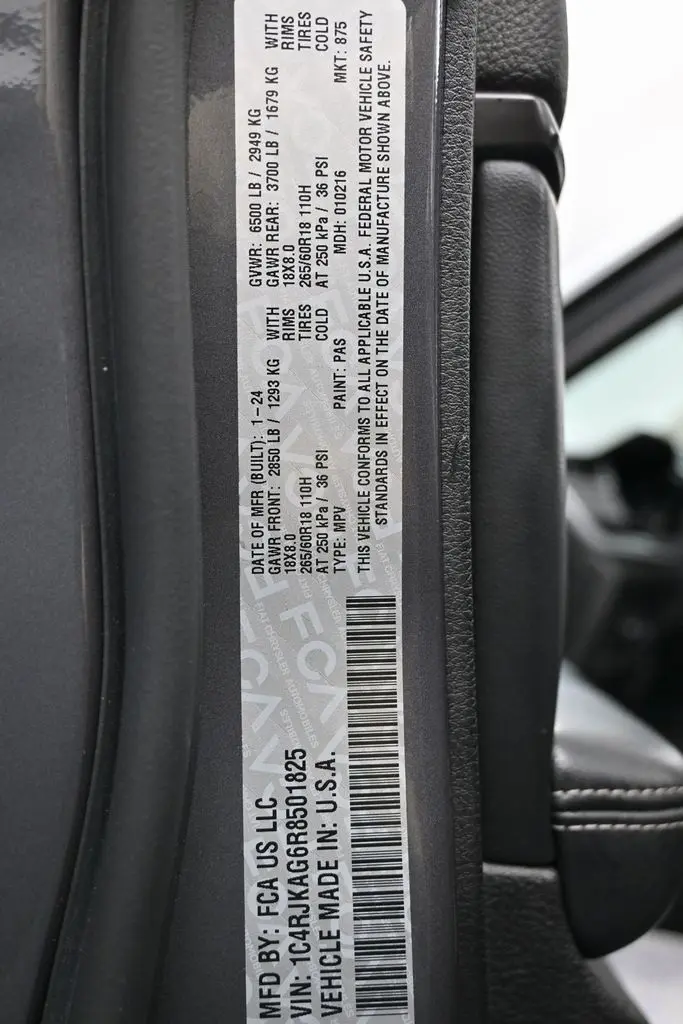 MFD BY: FCA US LLC
VIN: 1C4RJKAG6R8501825
VEHICLE MADE IN: U.S.A.
DATE OF MFR (BUILT): 1-24 GVWR: 6500 LB / 2949 KG
GAWR FRONT: 2850 LB / 1293 KG WITH GAWR REAR: 3700 LB / 1679 KG WITH
18X8.0 RIMS 18X8.0 RIMS
265/60R18 110H TIRES 265/60R18 110H TIRES
AT 250 kPa / 36 PSI COLD AT 250 kPa / 36 PSI COLD
TYPE: MPV PAINT: PAS MDH: 010216 MKT: 875
THIS VEHICLE CONFORMS TO ALL APPLICABLE U.S.A. FEDERAL MOTOR VEHICLE SAFETY
STANDARDS IN EFFECT ON THE DATE OF MANUFACTURE SHOWN ABOVE.
FCA